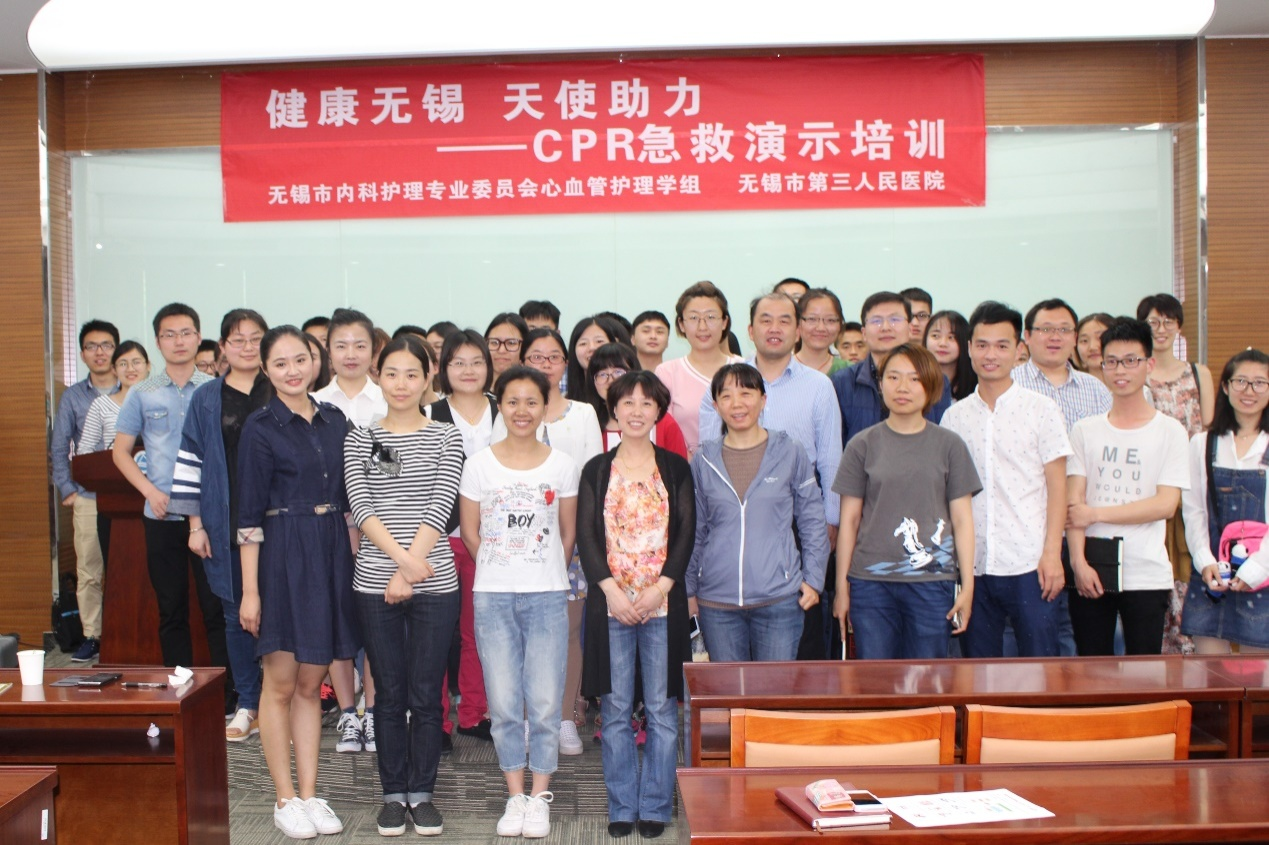 健康无锡 天使助力
——CPR急救演示培训
无锡市内科护理专业委员会心血管护理学组 无锡市第三人民医院
BOY
ME,
YOU
WOULD